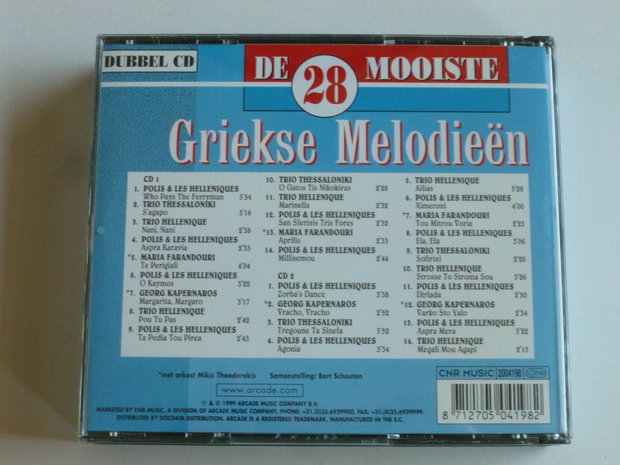 DUBBEL CD
DE 28 MOOISTE
Griekse Melodieën
CD 1
1. POLIS & LES HELLENIQUES
Who Pays The Ferryman 3'54
2. TRIO THESSALONIKI
S'agapo 3'16
3. TRIO HELLENIQUE
Nani, Nani 2'38
4. POLIS & LES HELLENIQUES
Aspra Karavia 2'33
*5. MARIA FARANDOURI
Te Perigiali 4'04
6. POLIS & LES HELLENIQUES
O Kaymos 3'22
*7. GEORG KAPERNAROS
Margarita, Margaro 3'17
8. TRIO HELLENIQUE
Pou Tu Pas 2'42
9. POLIS & LES HELLENIQUES
Ta Pedia Tou Pirea 2'43
10. TRIO THESSALONIKI
O Gatos Tis Nikokiras 2'26
11. TRIO HELLENIQUE
Marinella 2'32
12. POLIS & LES HELLENIQUES
San Sferixis Tris Fores 2'32
*13. MARIA FARANDOURI
Aprilis 2'33
14. POLIS & LES HELLENIQUES
Millisemou 2'44
CD 2
1. POLIS & LES HELLENIQUES
Zorba's Dance 3'36
*2. GEORG KAPERNAROS
Vracho, Vracho 2'52
3. TRIO THESSALONIKI
Tregoune Ta Sinefa 2'52
4. POLIS & LES HELLENIQUES
Agonia 3'54
5. TRIO HELLENIQUE
Ailias 3'28
6. POLIS & LES HELLENIQUES
Ximeroni 4'00
*7. MARIA FARANDOURI
Tou Mitrou Voria 2'23
8. POLIS & LES HELLENIQUES
Ela, Ela 3'06
9. TRIO THESSALONIKI
Sofirini 2'20
10. TRIO HELLENIQUE
Strosse To Stroma Sou 3'26
11. POLIS & LES HELLENIQUES
Dirlada 2'30
*12. GEORG KAPERNAROS
Varko Sto Yalo 2'34
13. POLIS & LES HELLENIQUES
Aspra Mera 3'22
14. TRIO HELLENIQUE
Megali Mou Agapi 2'15
*met orkest Mikis Theodorakis Samenstelling: Bert Schouten
www.arcade.com
CNR MUSIC 2004198
℗ & © 1999 ARCADE MUSIC COMPANY B.V.
MARKETED BY CNR MUSIC, A DIVISION OF ARCADE MUSIC COMPANY, PHONE: +31.(0)35.6929900, FAX: +31.(0)35.6929999.
DISTRIBUTED BY DOCDATA DISTRIBUTION. ARCADE IS A REGISTERED TRADEMARK. MANUFACTURED IN THE E.C.
8 712705 041982